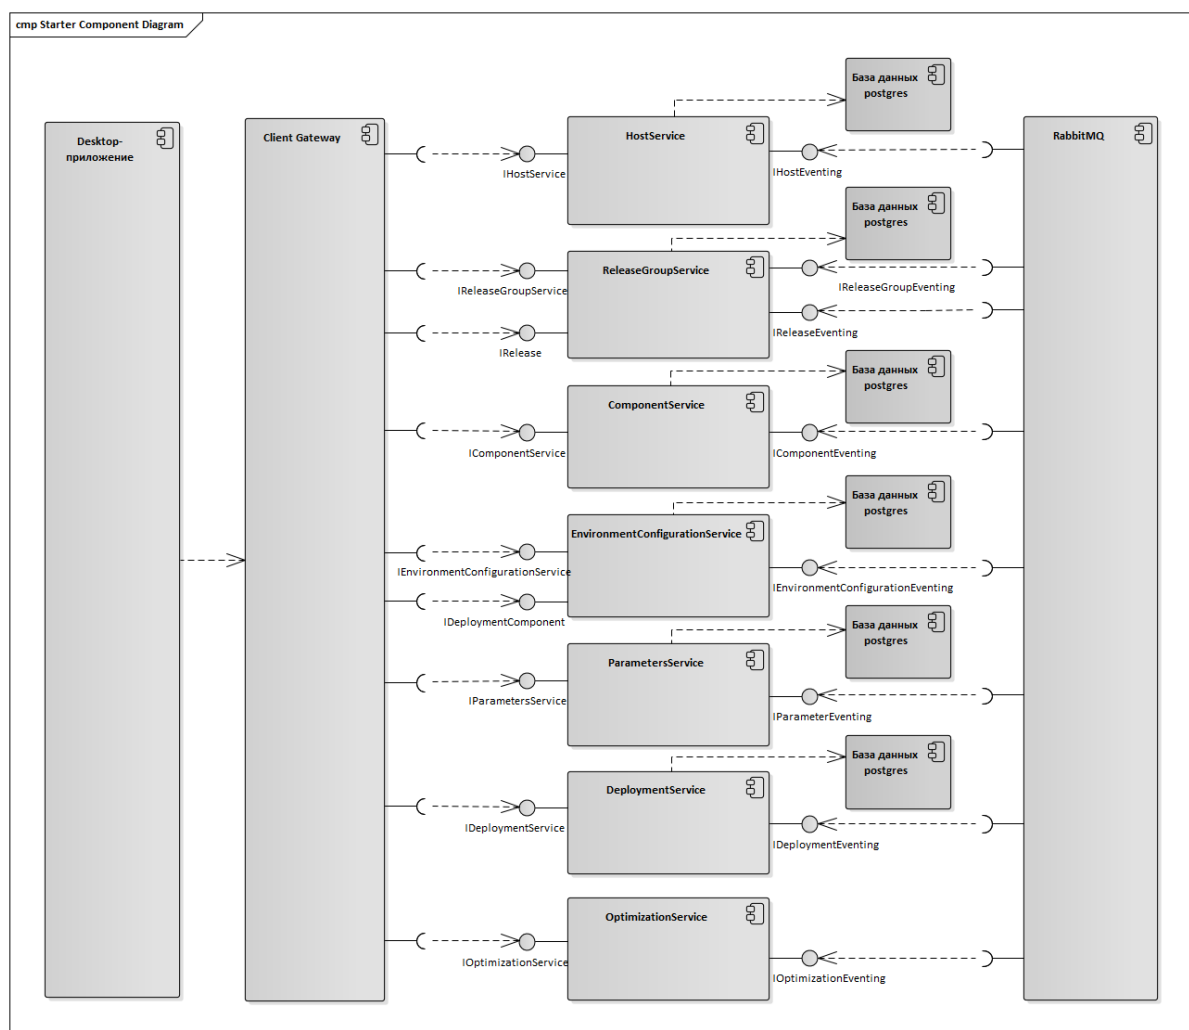 cmp Starter Component Diagram
Desktop-
приложение
Client Gateway
HostService
База данных
postgres
RabbitMQ
IHostService
IHostEventing
ReleaseGroupService
База данных
postgres
IReleaseGroupService
IReleaseGroupEventing
IRelease
IReleaseEventing
ComponentService
База данных
postgres
IComponentService
IComponentEventing
EnvironmentConfigurationService
База данных
postgres
IEnvironmentConfigurationService
IEnvironmentConfigurationEventing
IDeploymentComponent
ParametersService
База данных
postgres
IParametersService
IParameterEventing
DeploymentService
База данных
postgres
IDeploymentService
IDeploymentEventing
OptimizationService
IOptimizationService
IOptimizationEventing